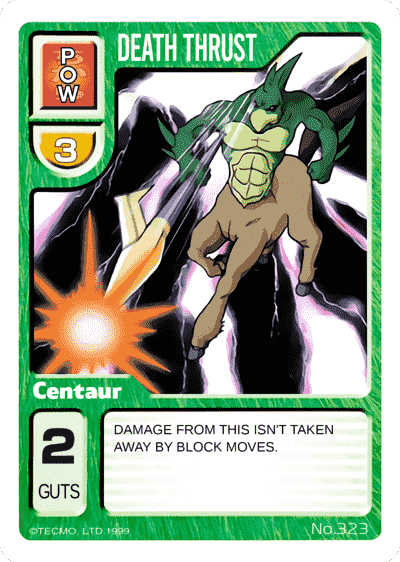 DEATH THRUST
POW
3
Centaur
2
GUTS
DAMAGE FROM THIS ISN'T TAKEN
AWAY BY BLOCK MOVES.
©TECMO, LTD.1999
No.323